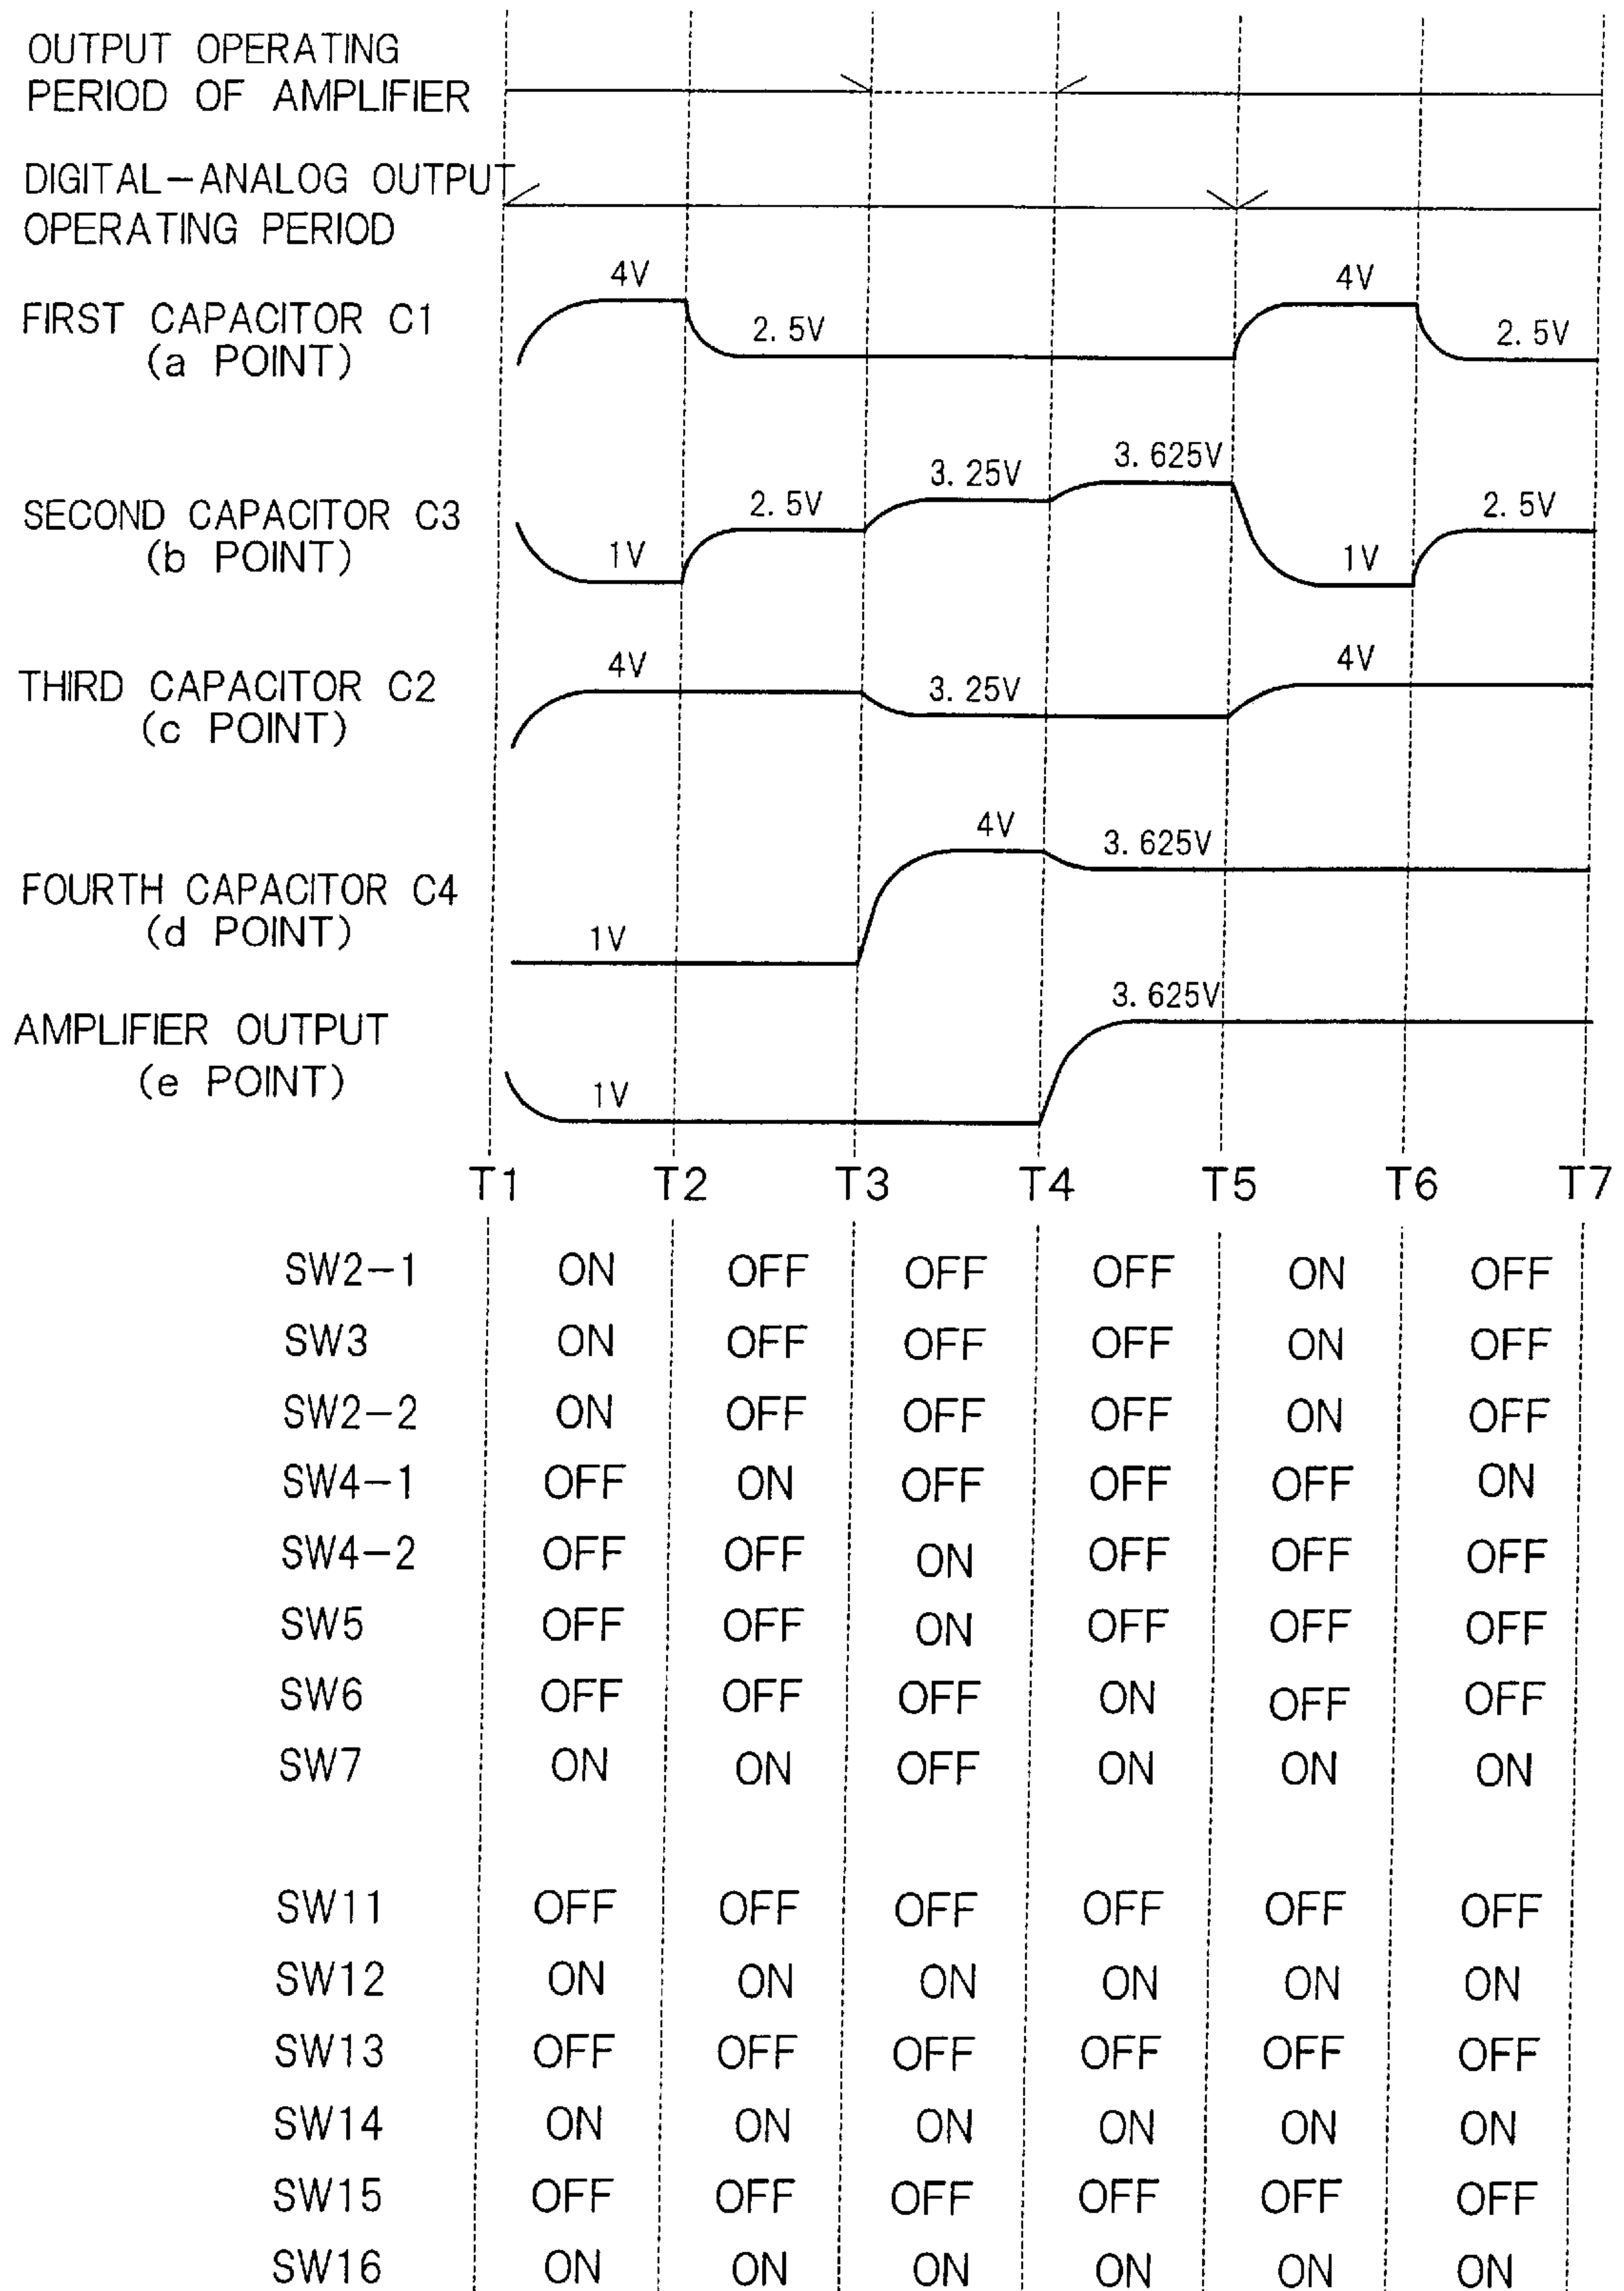 OUTPUT OPERATING
PERIOD OF AMPLIFIER
DIGITAL-ANALOG OUTPUT
OPERATING PERIOD
4V 4V
FIRST CAPACITOR C1 2.5V 2.5V
(a POINT)
3.25V 3.625V
SECOND CAPACITOR C3 2.5V 2.5V
(b POINT) 1V 1V
4V 4V
THIRD CAPACITOR C2 3.25V
(c POINT)
4V 3.625V
FOURTH CAPACITOR C4
(d POINT) 1V
3.625V
AMPLIFIER OUTPUT
(e POINT) 1V
T1 T2 T3 T4 T5 T6 T7
SW2-1 ON OFF OFF OFF ON OFF
SW3 ON OFF OFF OFF ON OFF
SW2-2 ON OFF OFF OFF ON OFF
SW4-1 OFF ON OFF OFF OFF ON
SW4-2 OFF OFF ON OFF OFF OFF
SW5 OFF OFF ON OFF OFF OFF
SW6 OFF OFF OFF ON OFF OFF
SW7 ON ON OFF ON ON ON
SW11 OFF OFF OFF OFF OFF OFF
SW12 ON ON ON ON ON ON
SW13 OFF OFF OFF OFF OFF OFF
SW14 ON ON ON ON ON ON
SW15 OFF OFF OFF OFF OFF OFF
SW16 ON ON ON ON ON ON